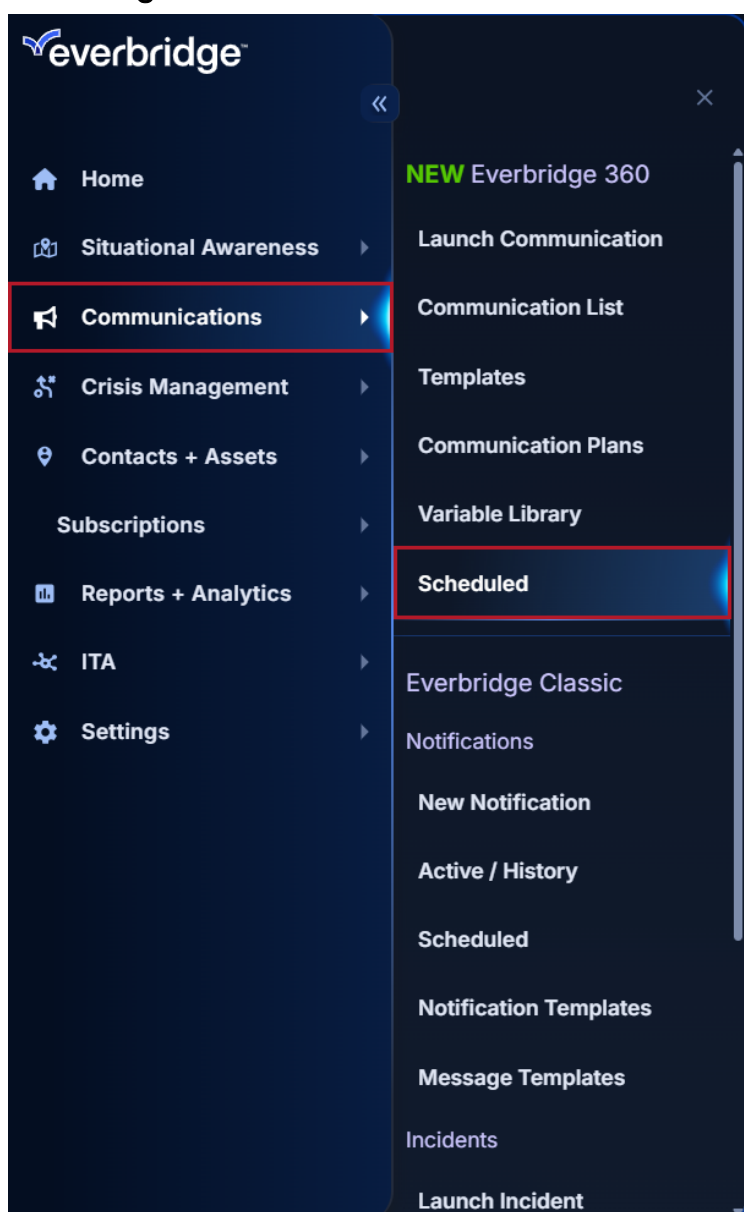 everbridge™
Home
Situational Awareness
Communications
Crisis Management
Contacts + Assets
Subscriptions
Reports + Analytics
ITA
Settings
NEW Everbridge 360
Launch Communication
Communication List
Templates
Communication Plans
Variable Library
Scheduled
Everbridge Classic
Notifications
New Notification
Active / History
Scheduled
Notification Templates
Message Templates
Incidents
Launch Incident